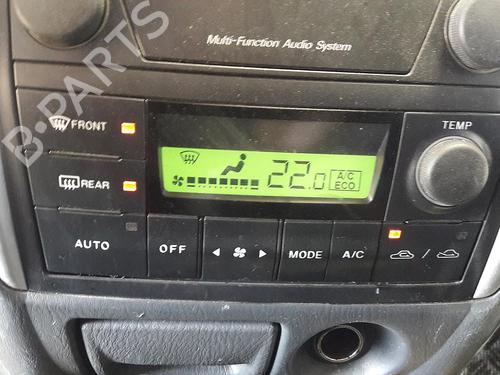 Multi-Function Audio System
B-PARTS
FRONT
REAR
AUTO
OFF
MODE
A/C
TEMP
22.0
A/C
ECO
/